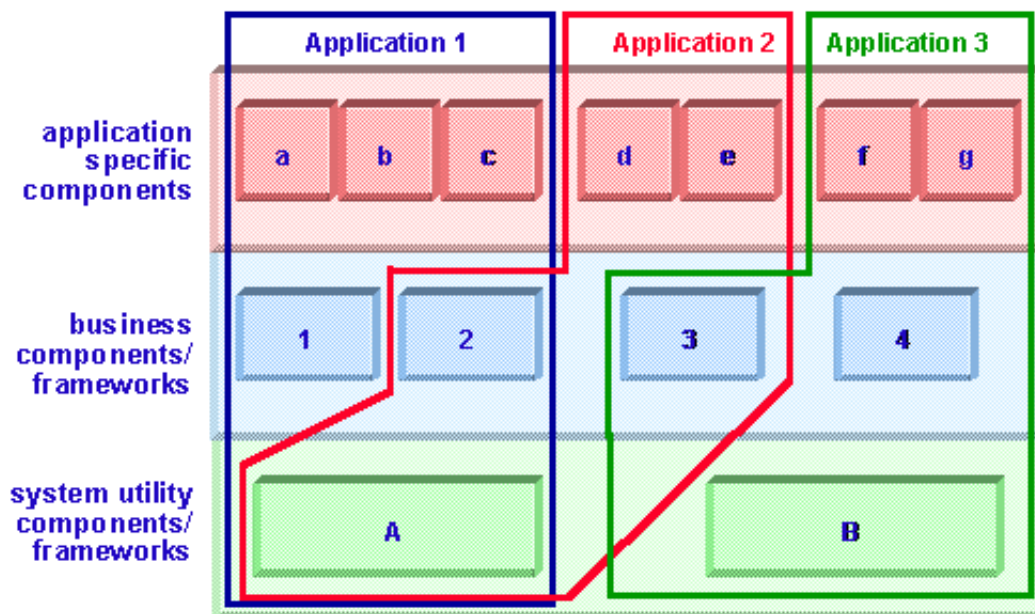 Application 1
Application 2
Application 3
application
specific
components
a
b
c
d
e
f
g
business
components/
frameworks
1
2
3
4
system utility
components/
frameworks
A
B